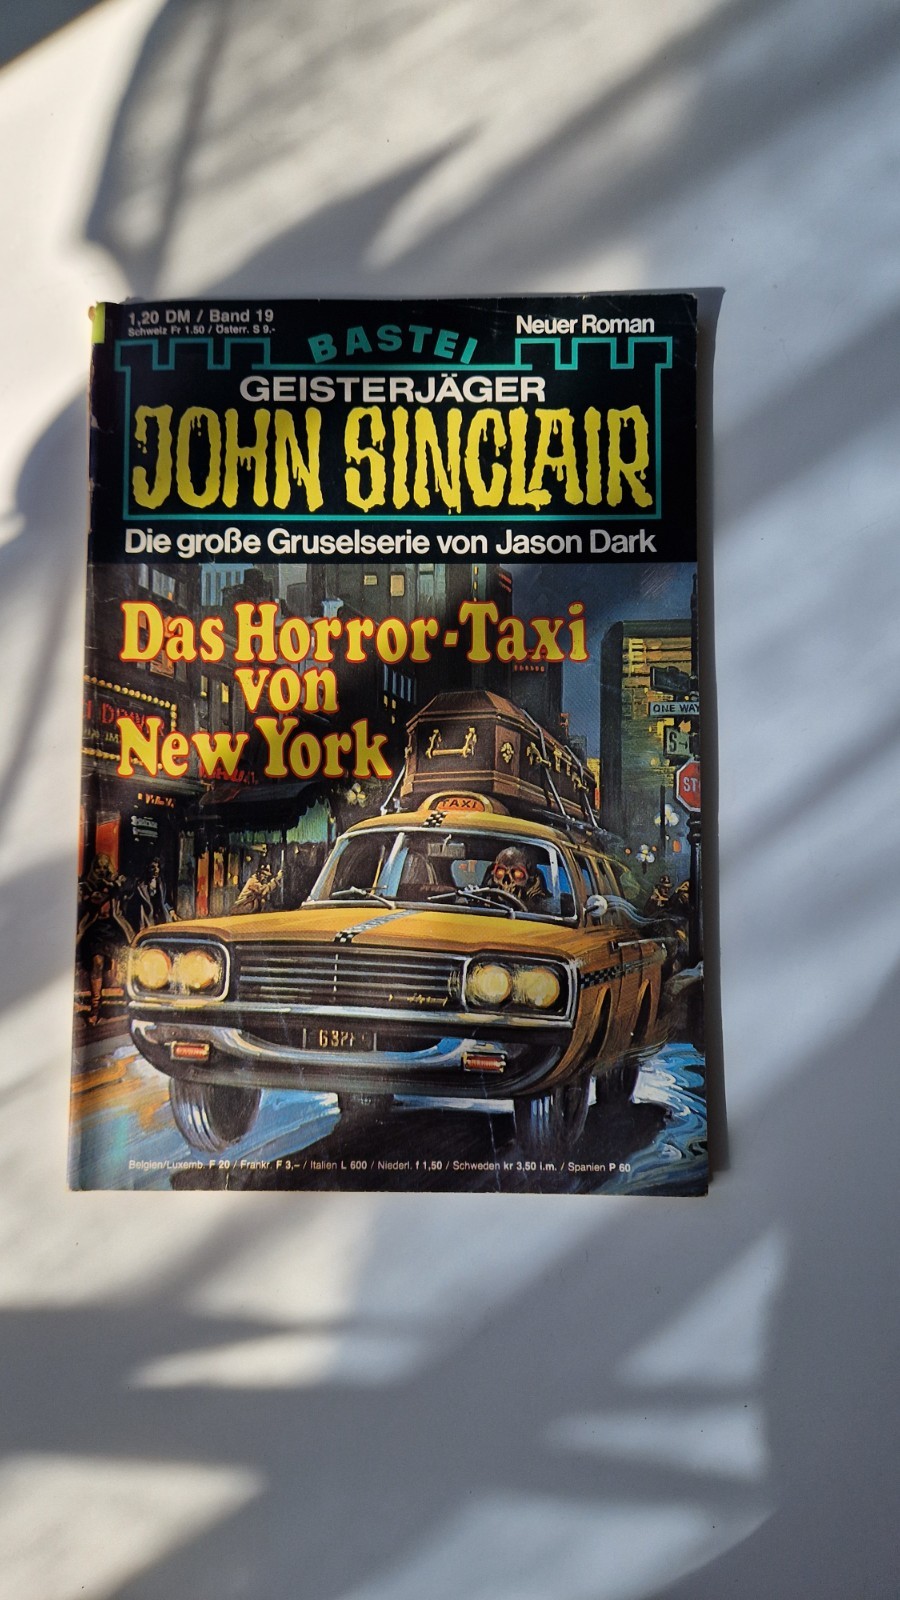 1,20 DM / Band 19
Schweiz Fr 1.50 / Österr. S 9.-
Neuer Roman
BASTEI
GEISTERJÄGER
JOHN SINCLAIR
Die große Gruselserie von Jason Dark
Das Horror-Taxi
von
New York
ONE WAY
TAXI
Belgien/Luxemb. F 20 / Frankr. F 3,– / Italien L 600 / Niederl. f 1,50 / Schweden kr 3,50 i.m. / Spanien P 60